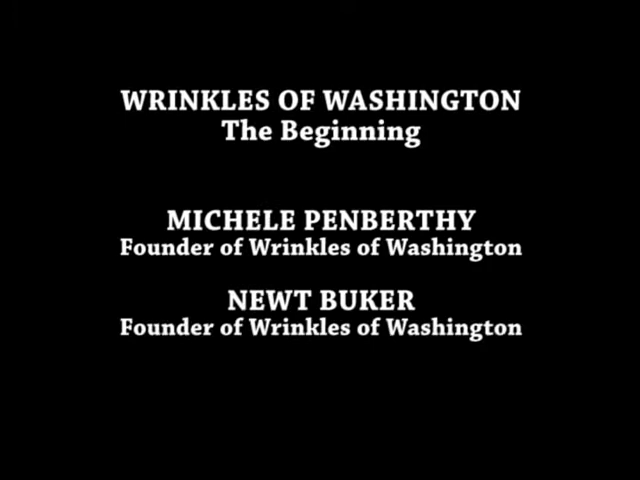 WRINKLES OF WASHINGTON
The Beginning
MICHELE PENBERTHY
Founder of Wrinkles of Washington
NEWT BUKER
Founder of Wrinkles of Washington